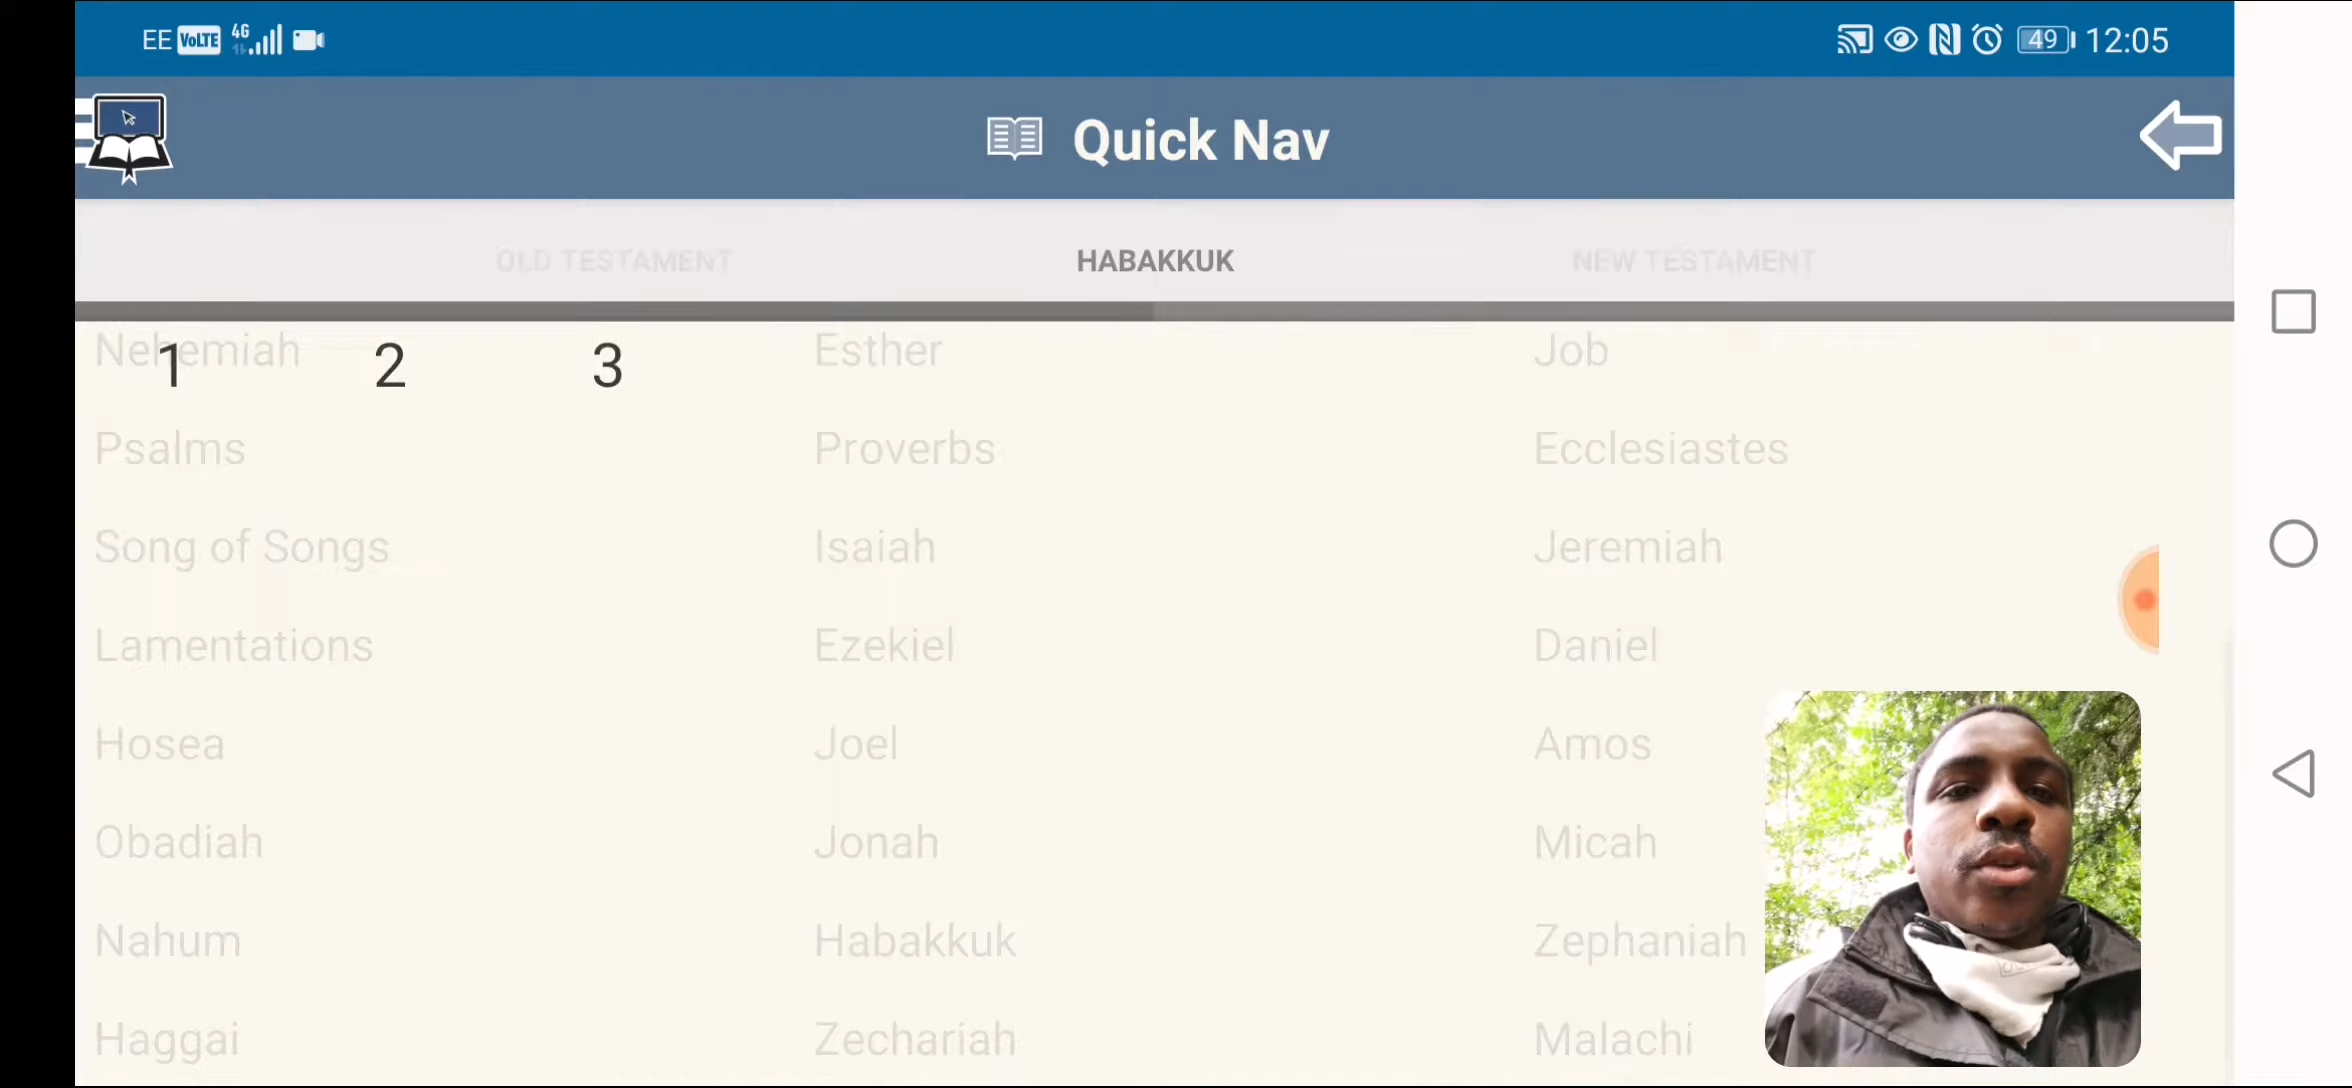 EE VoLTE 4G 49 12:05
Quick Nav
OLD TESTAMENT HABAKKUK NEW TESTAMENT
Nehemiah Esther Job
1 2 3
Psalms Proverbs Ecclesiastes
Song of Songs Isaiah Jeremiah
Lamentations Ezekiel Daniel
Hosea Joel Amos
Obadiah Jonah Micah
Nahum Habakkuk Zephaniah
Haggai Zechariah Malachi